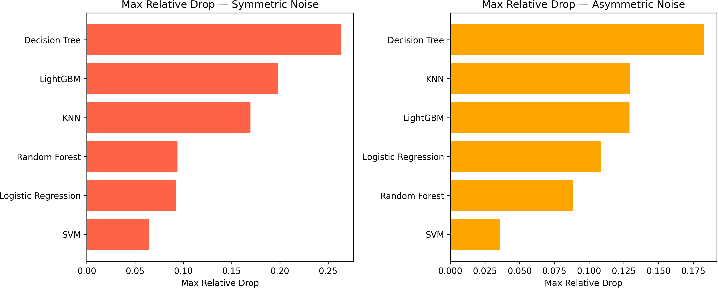 Max Relative Drop — Symmetric Noise
Decision Tree
LightGBM
KNN
Random Forest
Logistic Regression
SVM
0.00 0.05 0.10 0.15 0.20 0.25
Max Relative Drop
Max Relative Drop — Asymmetric Noise
Decision Tree
KNN
LightGBM
Logistic Regression
Random Forest
SVM
0.000 0.025 0.050 0.075 0.100 0.125 0.150 0.175
Max Relative Drop